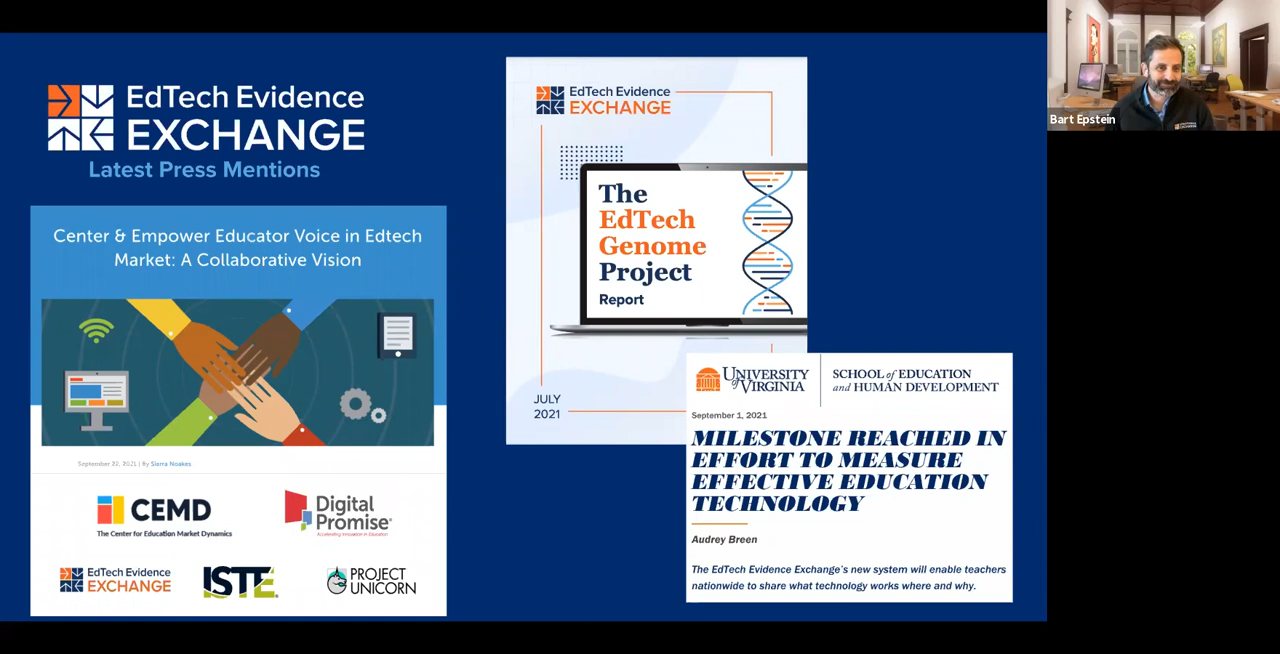 EdTech Evidence
EXCHANGE
Latest Press Mentions
Center & Empower Educator Voice in Edtech
Market: A Collaborative Vision
September 22, 2021 | By Sierra Noakes
CEMD
The Center for Education Market Dynamics
Digital
Promise
Accelerating Innovation in Education
EdTech Evidence
EXCHANGE
ISTE
PROJECT
UNICORN
EdTech Evidence
EXCHANGE
The
EdTech
Genome
Project
Report
JULY
2021
UNIVERSITY
of VIRGINIA
SCHOOL of EDUCATION
and HUMAN DEVELOPMENT
September 1, 2021
MILESTONE REACHED IN
EFFORT TO MEASURE
EFFECTIVE EDUCATION
TECHNOLOGY
Audrey Breen
The EdTech Evidence Exchange's new system will enable teachers
nationwide to share what technology works where and why.
Bart Epstein